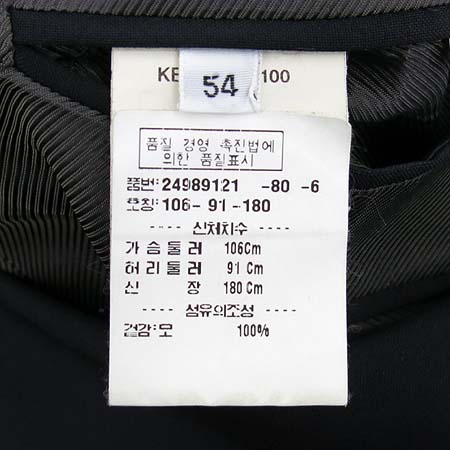 KE 100
54
품질 경영 촉진법에
의한 품질표시
품번: 24989121 -80 -6
호칭: 106- 91 -180
---- 신체치수 ----
가 슴 둘 러 106Cm
허 리 둘 러 91 Cm
신 장 180 Cm
---- 섬유의조성 ----
겉감: 모 100%